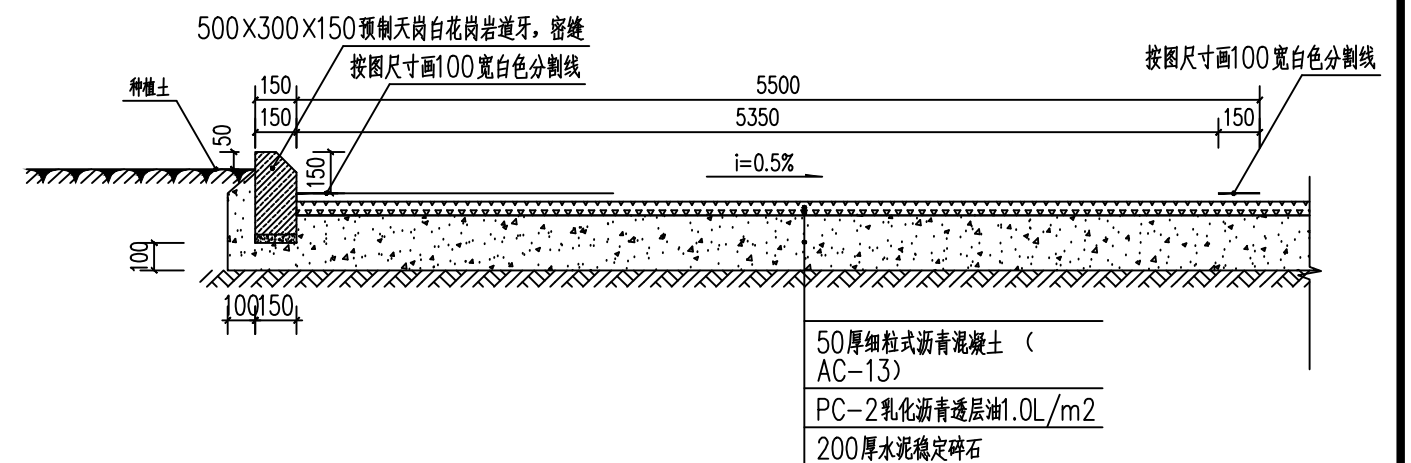 500X300X150预制天岗白花岗岩道牙，密缝
按图尺寸画100宽白色分割线
按图尺寸画100宽白色分割线
种植土
150
5500
150
5350
150
50
150
i=0.5%
100
100
150
50厚细粒式沥青混凝土 （
AC-13）
PC-2乳化沥青透层油1.0L/m2
200厚水泥稳定碎石